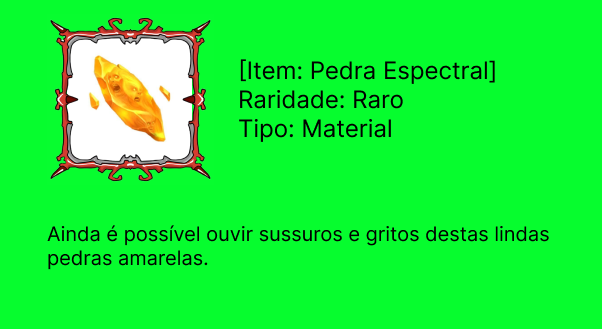 [Item: Pedra Espectral]
Raridade: Raro
Tipo: Material
Ainda é possível ouvir sussuros e gritos destas lindas
pedras amarelas.